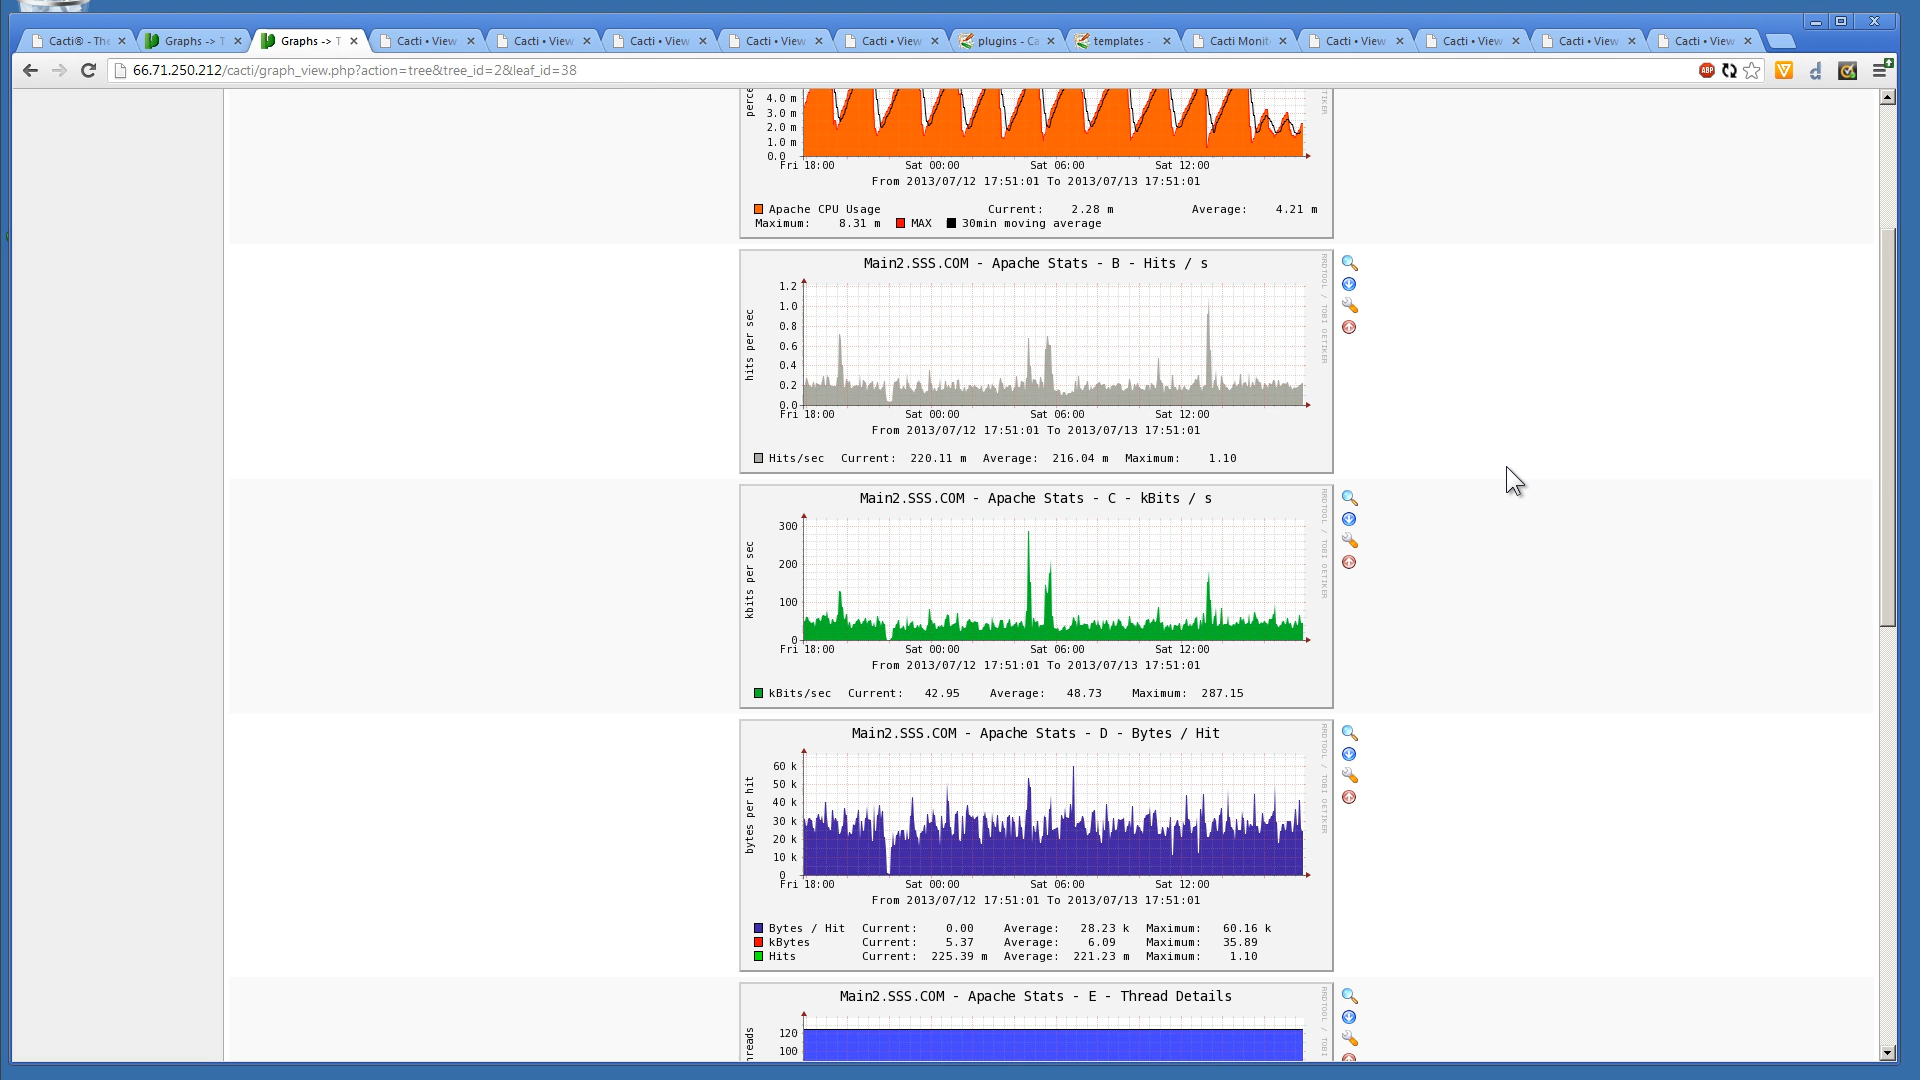 Cacti® - The
Graphs -> T
Graphs -> T
Cacti • View
Cacti • View
Cacti • View
Cacti • View
Cacti • View
plugins - Ca
templates -
Cacti Monit
Cacti • View
Cacti • View
Cacti • View
Cacti • View
66.71.250.212/cacti/graph_view.php?action=tree&tree_id=2&leaf_id=38
ABP
perce
4.0 m
3.0 m
2.0 m
1.0 m
0.0
Fri 18:00 Sat 00:00 Sat 06:00 Sat 12:00
From 2013/07/12 17:51:01 To 2013/07/13 17:51:01
Apache CPU Usage Current: 2.28 m Average: 4.21 m
Maximum: 8.31 m MAX 30min moving average
OETIKER
Main2.SSS.COM - Apache Stats - B - Hits / s
hits per sec
1.2
1.0
0.8
0.6
0.4
0.2
0.0
Fri 18:00 Sat 00:00 Sat 06:00 Sat 12:00
From 2013/07/12 17:51:01 To 2013/07/13 17:51:01
Hits/sec Current: 220.11 m Average: 216.04 m Maximum: 1.10
RRDTOOL / TOBI OETIKER
Main2.SSS.COM - Apache Stats - C - kBits / s
kbits per sec
300
200
100
0
Fri 18:00 Sat 00:00 Sat 06:00 Sat 12:00
From 2013/07/12 17:51:01 To 2013/07/13 17:51:01
kBits/sec Current: 42.95 Average: 48.73 Maximum: 287.15
RRDTOOL / TOBI OETIKER
Main2.SSS.COM - Apache Stats - D - Bytes / Hit
bytes per hit
60 k
50 k
40 k
30 k
20 k
10 k
0
Fri 18:00 Sat 00:00 Sat 06:00 Sat 12:00
From 2013/07/12 17:51:01 To 2013/07/13 17:51:01
Bytes / Hit Current: 0.00 Average: 28.23 k Maximum: 60.16 k
kBytes Current: 5.37 Average: 6.09 Maximum: 35.89
Hits Current: 225.39 m Average: 221.23 m Maximum: 1.10
RRDTOOL / TOBI OETIKER
Main2.SSS.COM - Apache Stats - E - Thread Details
hreads
120
100
RRDTOOL / TOBI